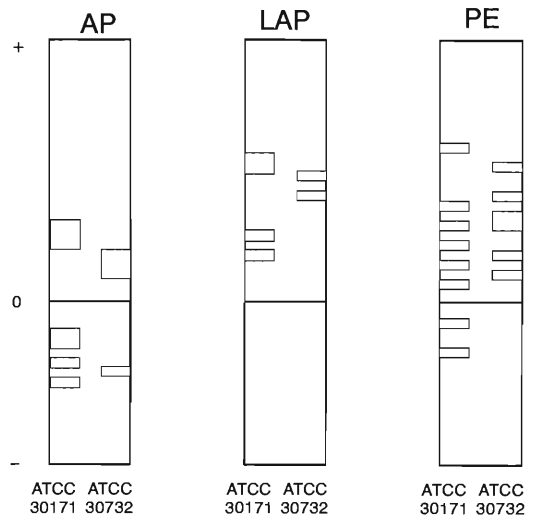 AP LAP PE
+
0
–
ATCC ATCC ATCC ATCC ATCC ATCC
30171 30732 30171 30732 30171 30732